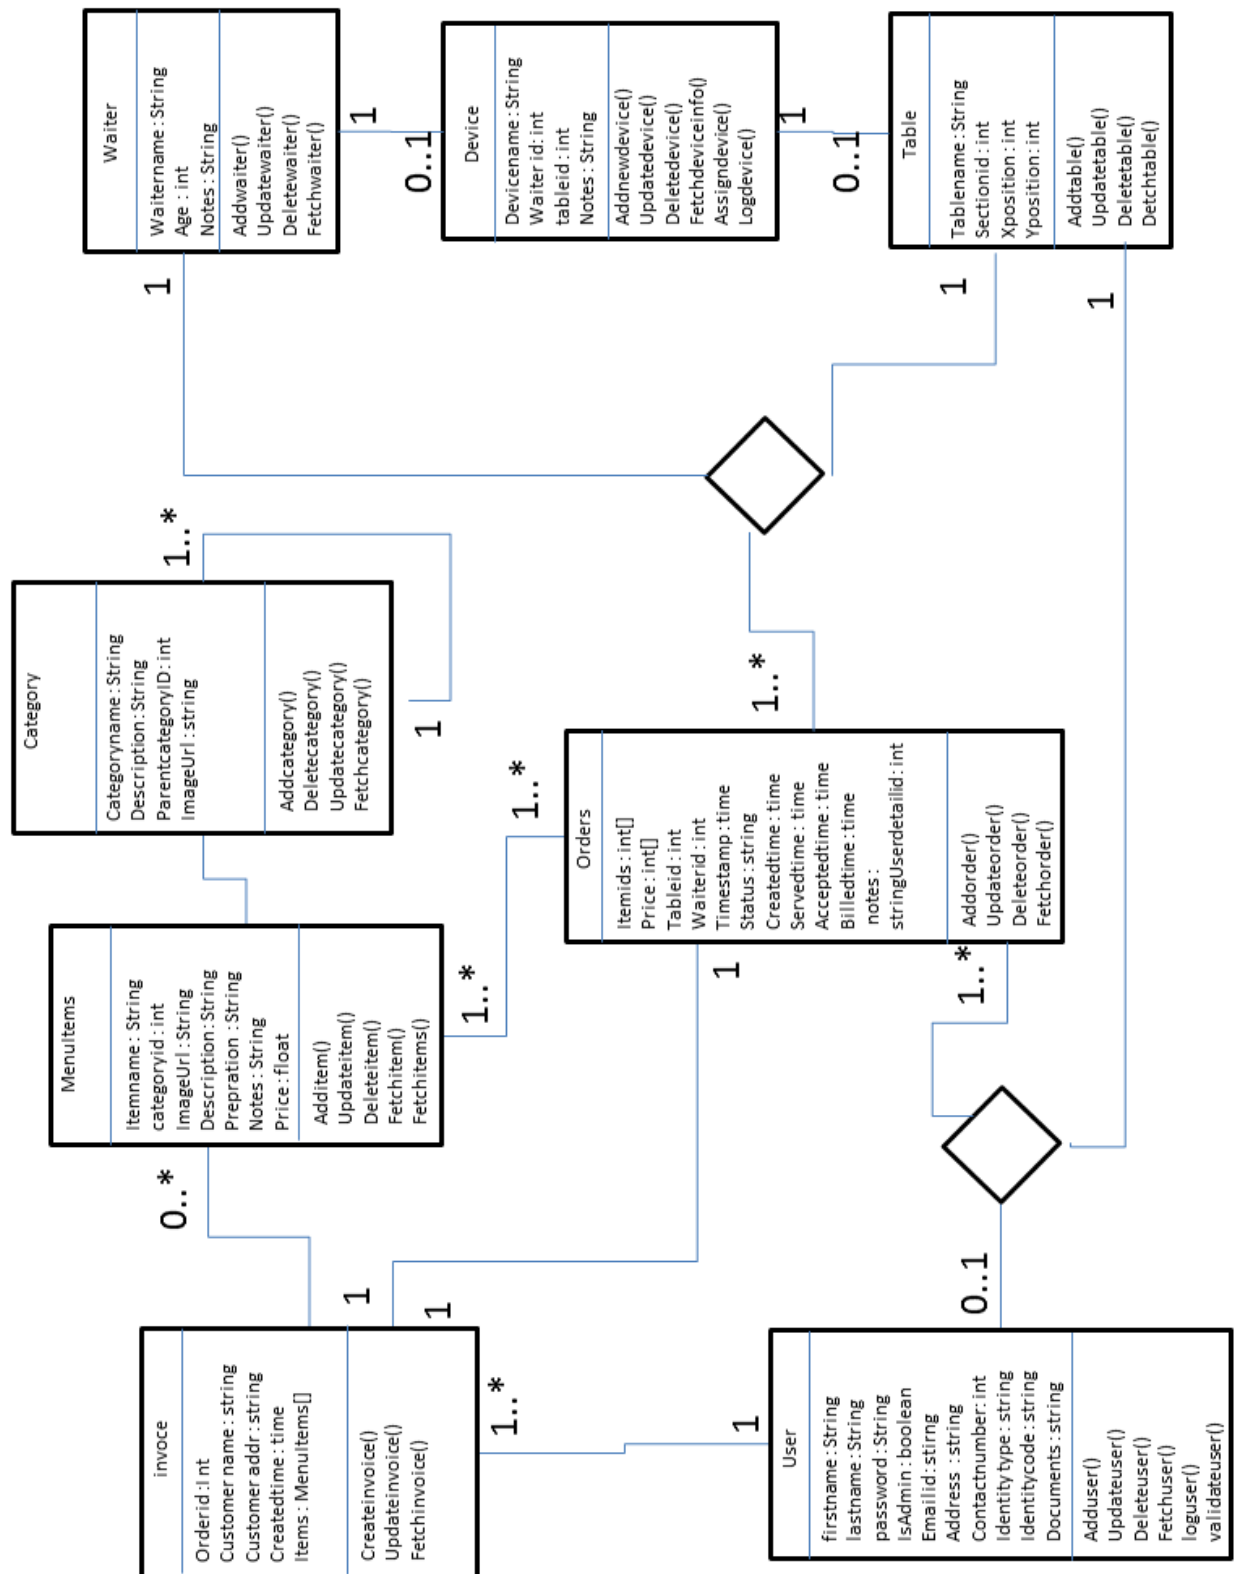 invoce
Orderid : Int
Customer name : string
Customer addr : string
Createdtime : time
Items : MenuItems[]
Createinvoice()
Updateinvoice()
Fetchinvoice()
MenuItems
Itemname : String
categoryid : int
ImageUrl : String
Description : String
Prepration : String
Notes : String
Price : float
Additem()
Updateitem()
Deleteitem()
Fetchitem()
Fetchitems()
Category
Categoryname : String
Description : String
ParentcategoryID : int
ImageUrl : string
Addcategory()
Deletecategory()
Updatecategory()
Fetchcategory()
Waiter
Waitername : String
Age : int
Notes : String
Addwaiter()
Updatewaiter()
Deletewaiter()
Fetchwaiter()
0..*
1..*
1
1
1
0..1
1
1
1..*
1..*
1..*
1
1..*
Device
Devicename : String
Waiter id : int
tableid : int
Notes : String
Addnewdevice()
Updatedevice()
Deletedevice()
Fetchdeviceinfo()
Assigndevice()
Logdevice()
Orders
Itemids : int[]
Price : int[]
Tableid : int
Waiterid : int
Timestamp : time
Status : string
Createdtime : time
Servedtime : time
Acceptedtime : time
Billedtime : time
notes :
stringUserdetailid : int
Addorder()
Updateorder()
Deleteorder()
Fetchorder()
1
1
0..1
1..*
0..1
1
1
User
firstname : String
lastname : String
password : String
IsAdmin : boolean
Emailid : stirng
Address : string
Contactnumber : int
Identity type : string
Identitycode : string
Documents : string
Adduser()
Updateuser()
Deleteuser()
Fetchuser()
loguser()
validateuser()
Table
Tablename : String
Sectionid : int
Xposition : int
Yposition : int
Addtable()
Updatetable()
Deletetable()
Detchtable()